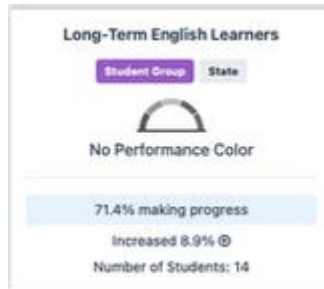 Long-Term English Learners
Student Group State
No Performance Color
71.4% making progress
Increased 8.9%
Number of Students: 14